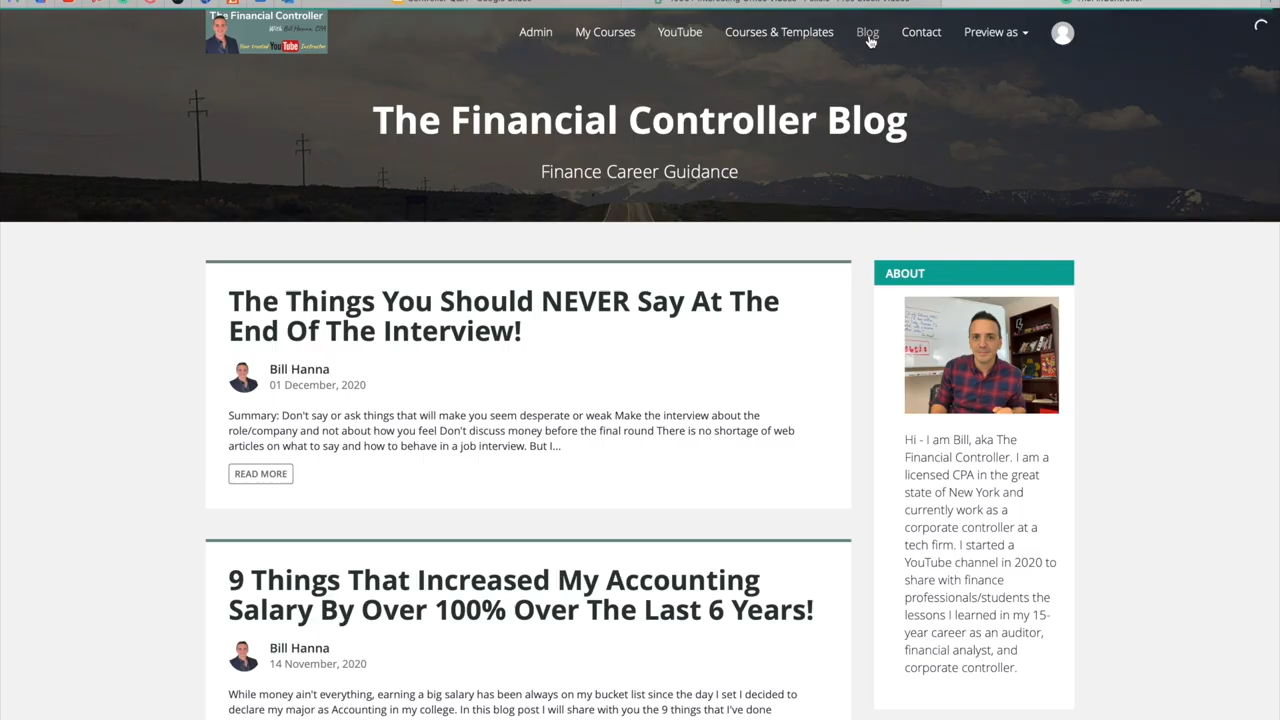 The Financial Controller
With Bill Hanna, CPA
Your trusted YouTube Instructor
Admin
My Courses
YouTube
Courses & Templates
Blog
Contact
Preview as
The Financial Controller Blog
Finance Career Guidance
The Things You Should NEVER Say At The
End Of The Interview!
Bill Hanna
01 December, 2020
Summary: Don't say or ask things that will make you seem desperate or weak Make the interview about the
role/company and not about how you feel Don't discuss money before the final round There is no shortage of web
articles on what to say and how to behave in a job interview. But I...
READ MORE
9 Things That Increased My Accounting
Salary By Over 100% Over The Last 6 Years!
Bill Hanna
14 November, 2020
While money ain't everything, earning a big salary has been always on my bucket list since the day I set I decided to
declare my major as Accounting in my college. In this blog post I will share with you the 9 things that I've done
ABOUT
Hi - I am Bill, aka The
Financial Controller. I am a
licensed CPA in the great
state of New York and
currently work as a
corporate controller at a
tech firm. I started a
YouTube channel in 2020 to
share with finance
professionals/students the
lessons I learned in my 15-
year career as an auditor,
financial analyst, and
corporate controller.